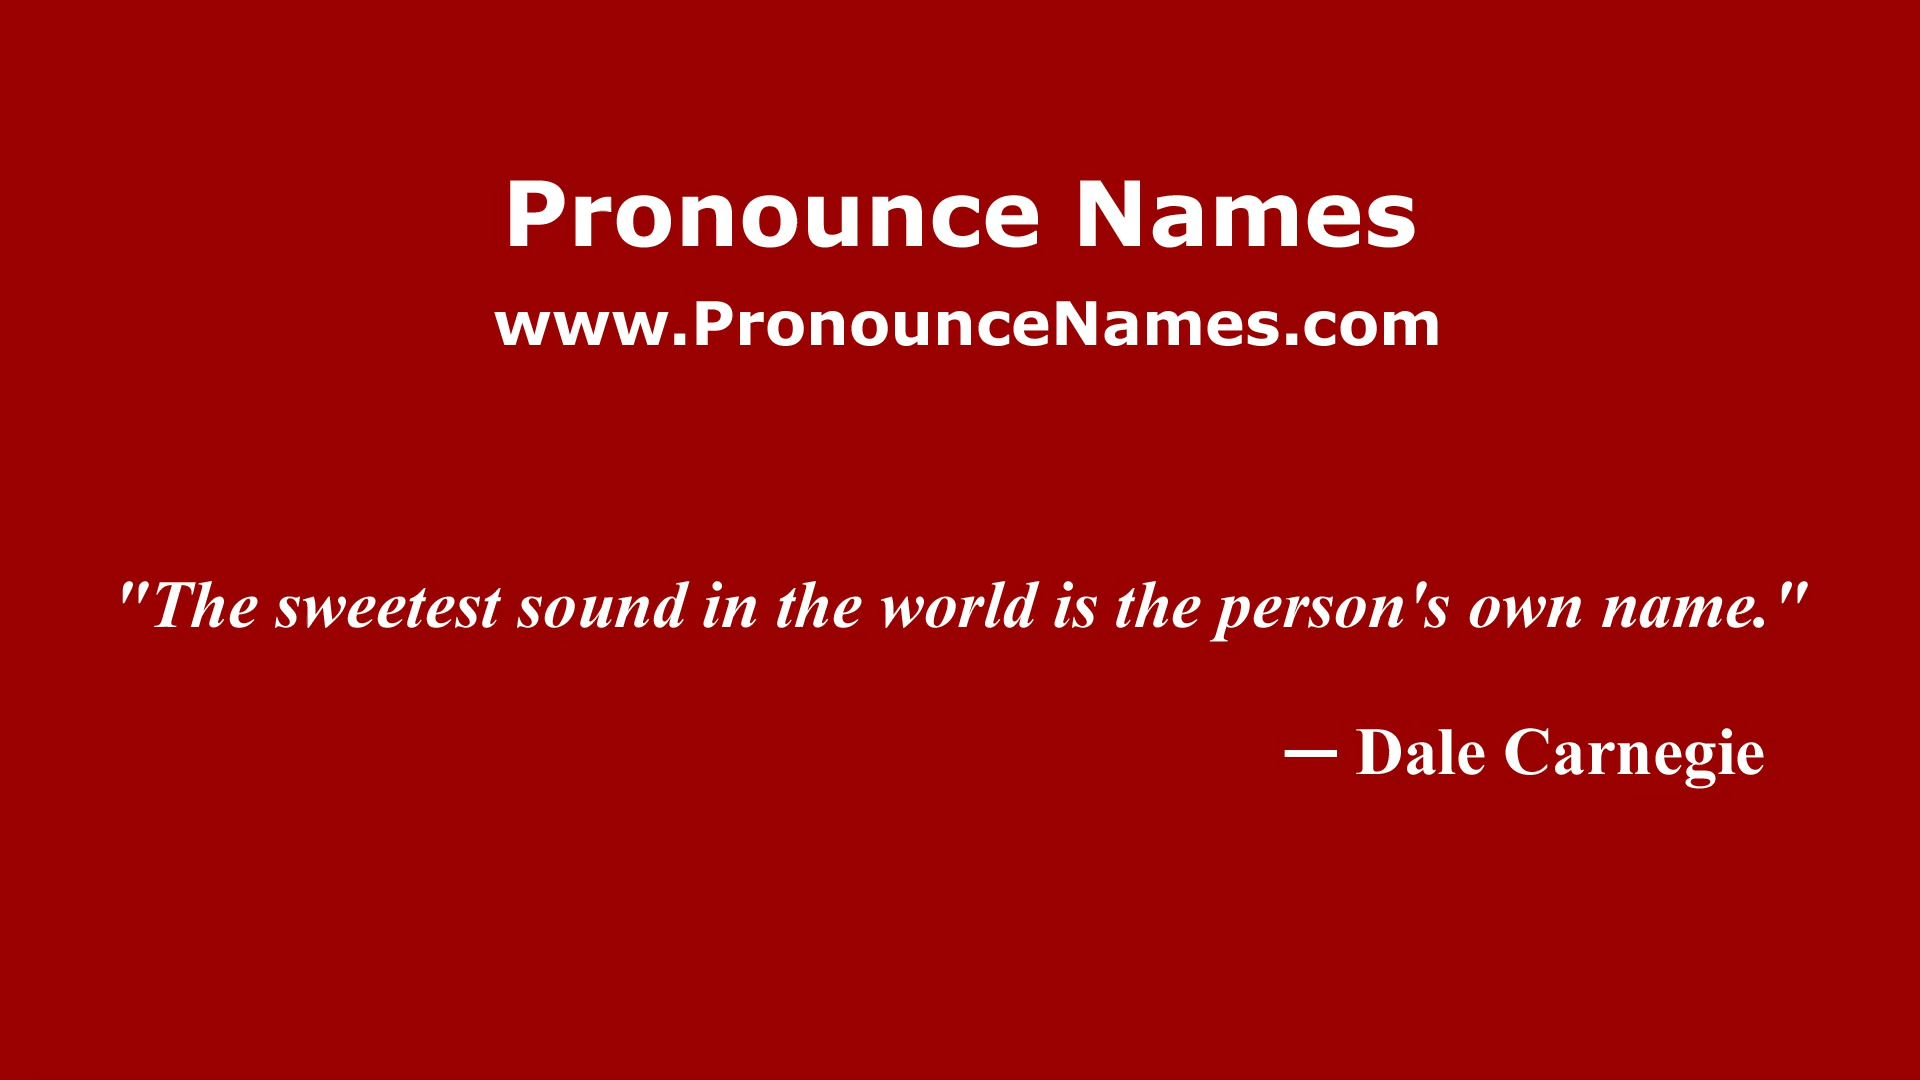 Pronounce Names
www.PronounceNames.com
"The sweetest sound in the world is the person's own name."
— Dale Carnegie